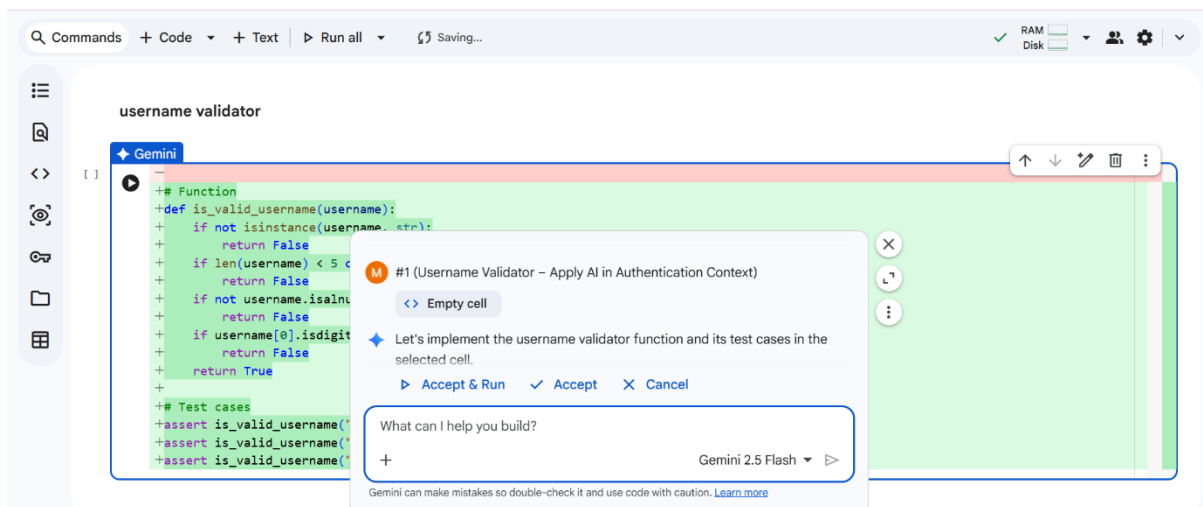 Commands + Code + Text Run all Saving...
RAM
Disk
username validator
Gemini
[ ]
-
+# Function
+def is_valid_username(username):
+    if not isinstance(username, str):
+        return False
+    if len(username) < 5
+        return False
+    if not username.isalnu
+        return False
+    if username[0].isdigit
+        return False
+    return True
+
+# Test cases
+assert is_valid_username("
+assert is_valid_username("
+assert is_valid_username("
M #1 (Username Validator – Apply AI in Authentication Context)
<> Empty cell
Let's implement the username validator function and its test cases in the
selected cell.
Accept & Run Accept Cancel
What can I help you build?
+ Gemini 2.5 Flash
Gemini can make mistakes so double-check it and use code with caution. Learn more